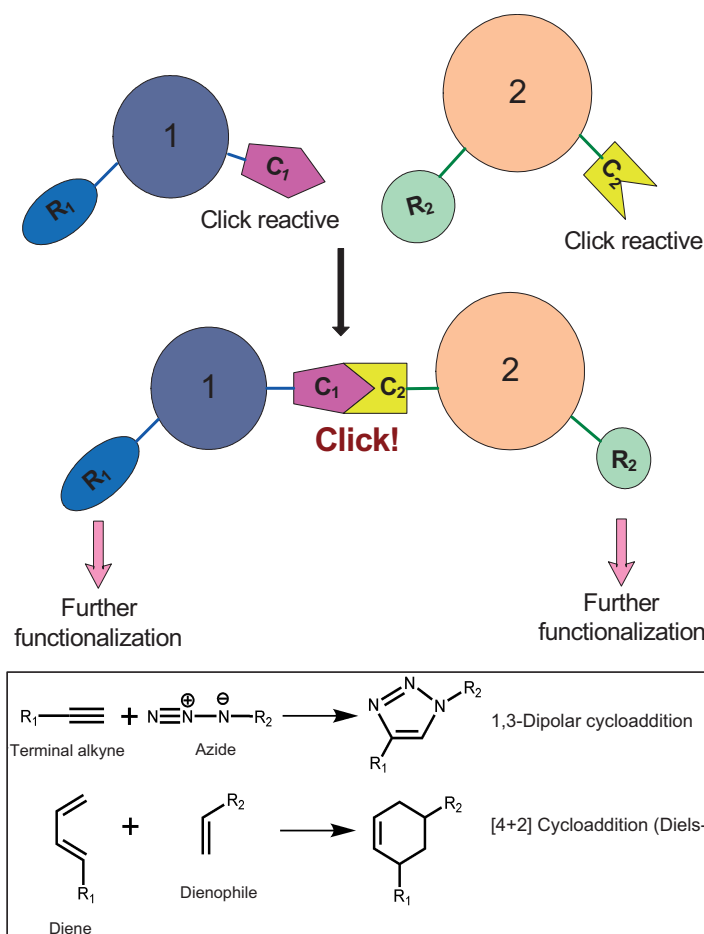 1
2
C1
R1
R2
C2
Click reactive
Click reactive
1
C1
C2
2
Click!
R1
R2
Further
functionalization
Further
functionalization
R1
+
N
N
N
⊕
⊖
R2
N
N
N
R2
R1
1,3-Dipolar cycloaddition
Terminal alkyne
Azide
R1
+
R2
R2
R1
[4+2] Cycloaddition (Diels-
Dienophile
Diene